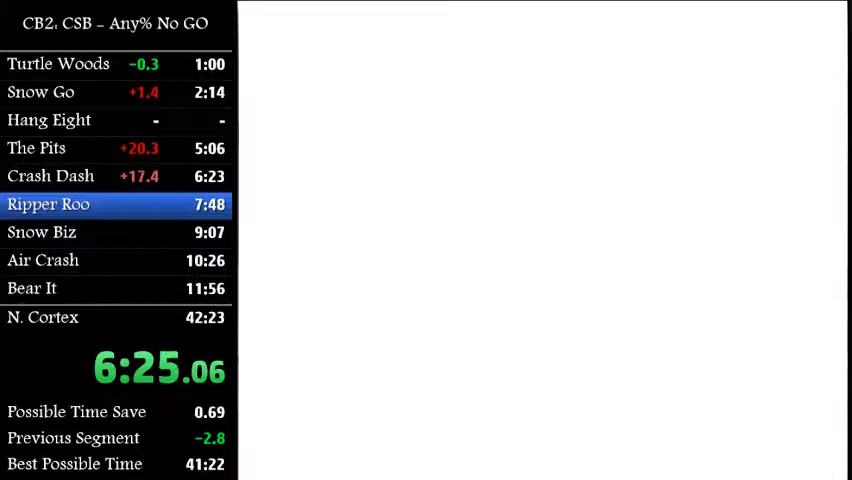 CB2: CSB - Any% No GO
Turtle Woods -0.3 1:00
Snow Go +1.4 2:14
Hang Eight - -
The Pits +20.3 5:06
Crash Dash +17.4 6:23
Ripper Roo 7:48
Snow Biz 9:07
Air Crash 10:26
Bear It 11:56
N. Cortex 42:23
6:25.06
Possible Time Save 0.69
Previous Segment -2.8
Best Possible Time 41:22